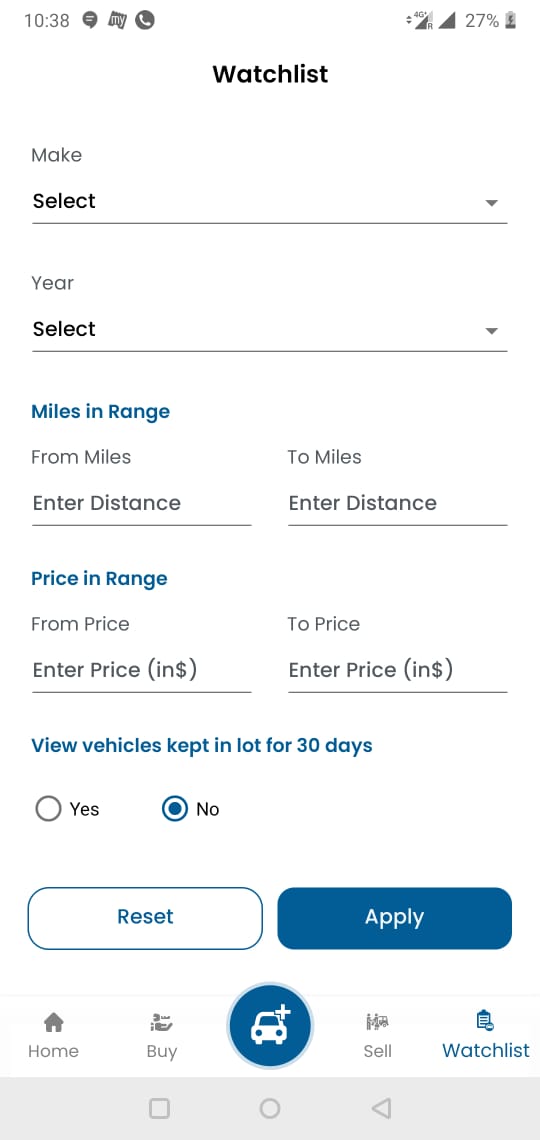 10:38 my 4G+ R 27%
Watchlist
Make
Select
Year
Select
Miles in Range
From Miles To Miles
Enter Distance Enter Distance
Price in Range
From Price To Price
Enter Price (in$) Enter Price (in$)
View vehicles kept in lot for 30 days
Yes No
Reset Apply
Home Buy Sell Watchlist